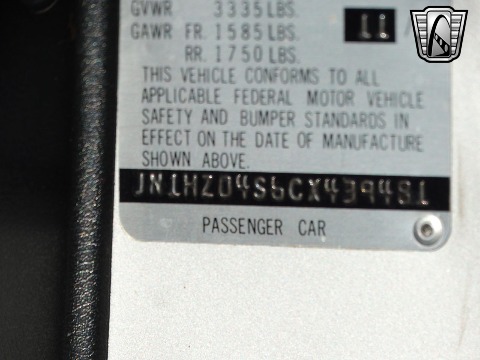 GVWR 3335 LBS.
GAWR FR. 1585 LBS.
11
RR. 1750 LBS.
THIS VEHICLE CONFORMS TO ALL
APPLICABLE FEDERAL MOTOR VEHICLE
SAFETY AND BUMPER STANDARDS IN
EFFECT ON THE DATE OF MANUFACTURE
SHOWN ABOVE.
JN1HZ04S6CX439481
PASSENGER CAR